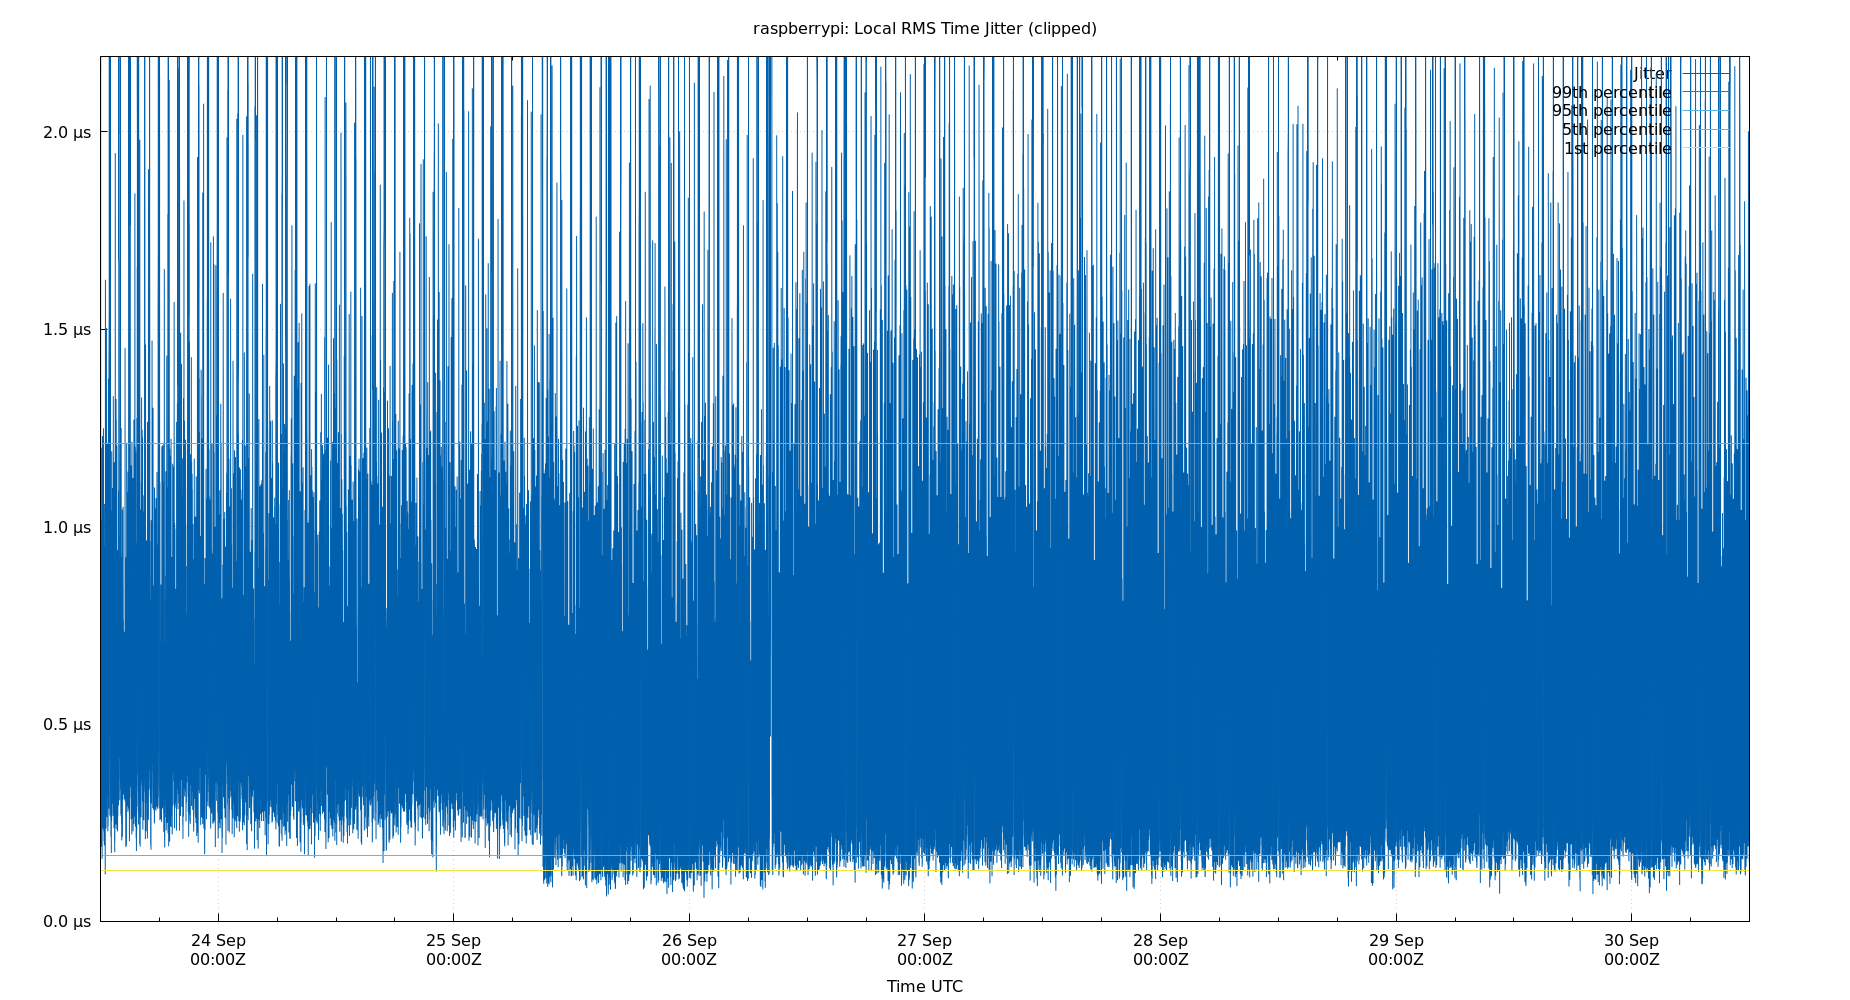 raspberrypi: Local RMS Time Jitter (clipped)
Jitter
99th percentile
95th percentile
5th percentile
1st percentile
2.0 µs
1.5 µs
1.0 µs
0.5 µs
0.0 µs
24 Sep 25 Sep 26 Sep 27 Sep 28 Sep 29 Sep 30 Sep
00:00Z 00:00Z 00:00Z 00:00Z 00:00Z 00:00Z 00:00Z
Time UTC